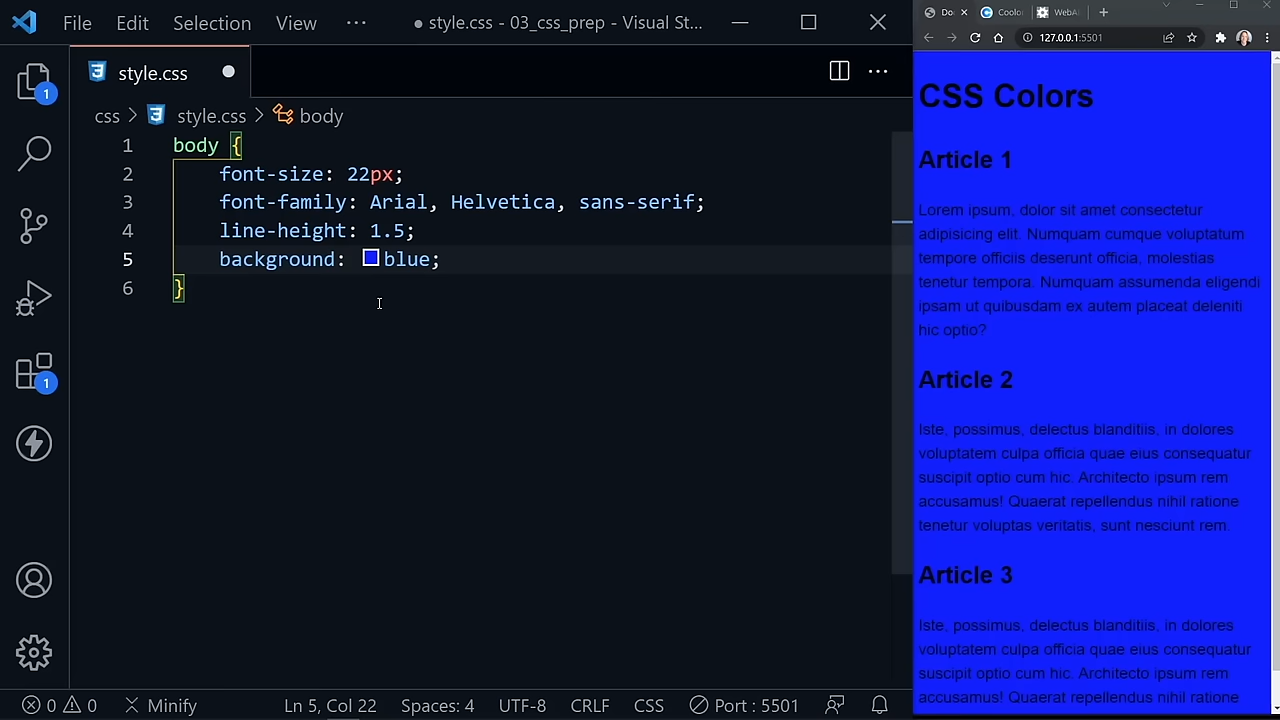 File Edit Selection View ··· ● style.css - 03_css_prep - Visual St...
style.css
css > style.css > body
1 body {
2 font-size: 22px;
3 font-family: Arial, Helvetica, sans-serif;
4 line-height: 1.5;
5 background: blue;
6 }
1
1
0 0 Minify Ln 5, Col 22 Spaces: 4 UTF-8 CRLF CSS Port : 5501
Do Coolo WebA
127.0.0.1:5501
CSS Colors
Article 1
Lorem ipsum, dolor sit amet consectetur
adipisicing elit. Numquam cumque voluptatum
tempore officiis deserunt officia, molestias
tenetur tempora. Numquam assumenda eligendi
ipsam ut quibusdam ex autem placeat deleniti
hic optio?
Article 2
Iste, possimus, delectus blanditiis, in dolores
voluptatem culpa officia quae eius consequatur
suscipit optio cum hic. Architecto ipsum rem
accusamus! Quaerat repellendus nihil ratione
tenetur voluptas veritatis, sunt nesciunt rem.
Article 3
Iste, possimus, delectus blanditiis, in dolores
voluptatem culpa officia quae eius consequatur
suscipit optio cum hic. Architecto ipsum rem
accusamus! Quaerat repellendus nihil ratione